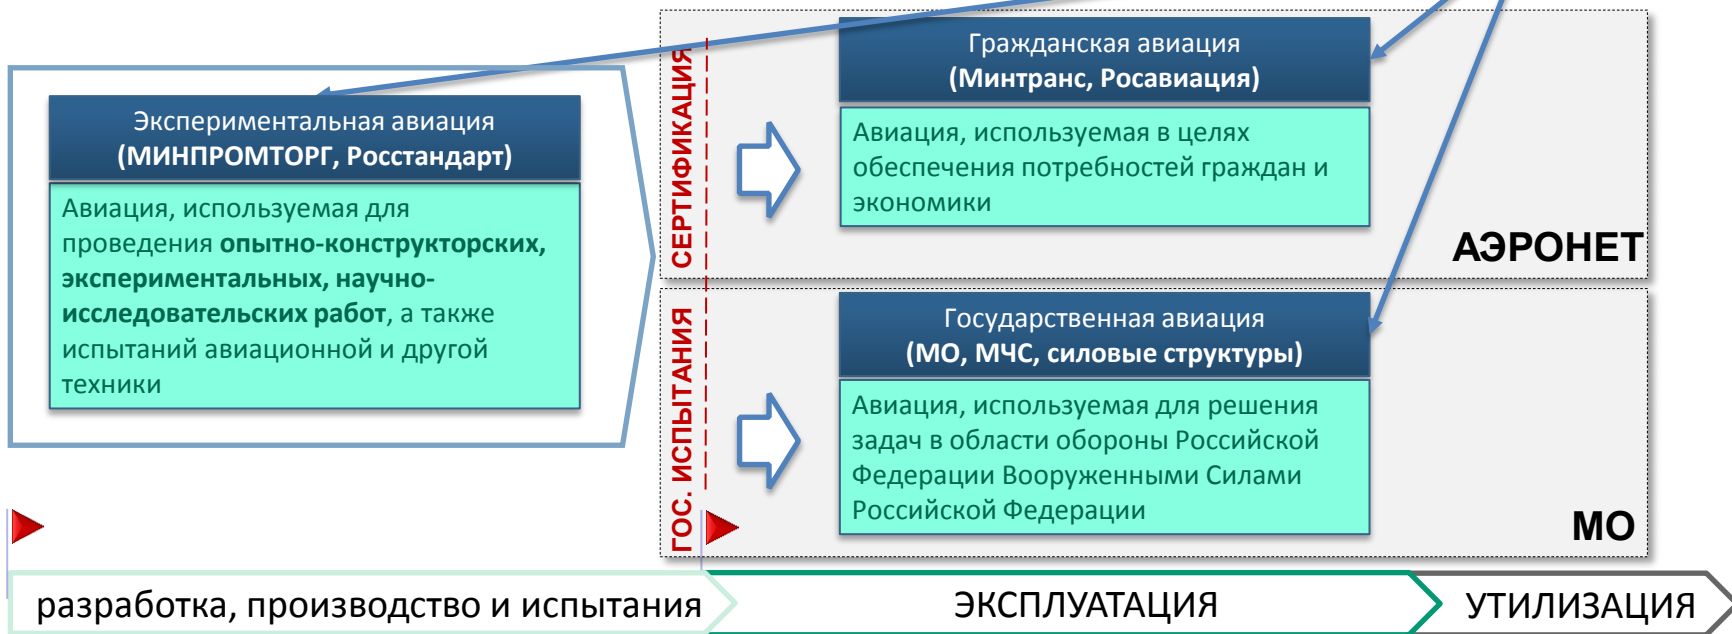 Экспериментальная авиация
(МИНПРОМТОРГ, Росстандарт)
Авиация, используемая для
проведения опытно-конструкторских,
экспериментальных, научно-
исследовательских работ, а также
испытаний авиационной и другой
техники
СЕРТИФИКАЦИЯ
Гражданская авиация
(Минтранс, Росавиация)
Авиация, используемая в целях
обеспечения потребностей граждан и
экономики
АЭРОНЕТ
ГОС. ИСПЫТАНИЯ
Государственная авиация
(МО, МЧС, силовые структуры)
Авиация, используемая для решения
задач в области обороны Российской
Федерации Вооруженными Силами
Российской Федерации
МО
разработка, производство и испытания
ЭКСПЛУАТАЦИЯ
УТИЛИЗАЦИЯ